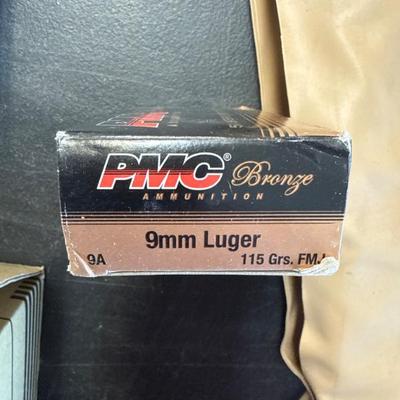 PMC® Bronze
AMMUNITION
9mm Luger
9A 115 Grs. FMJ